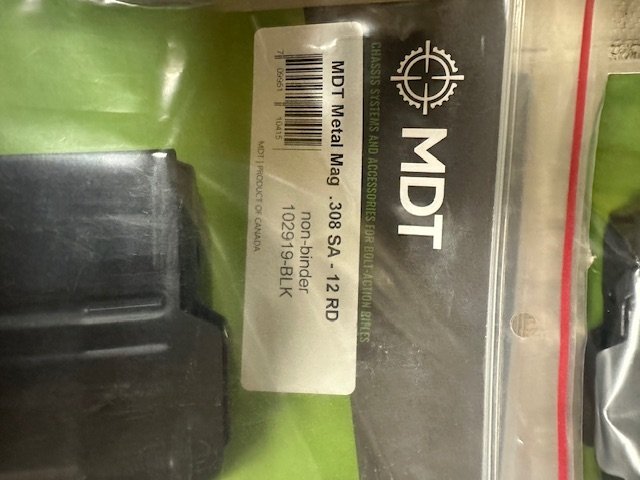 MDT
CHASSIS SYSTEMS AND ACCESSORIES FOR BOLT-ACTION RIFLES
MDT Metal Mag .308 SA - 12 RD
non-binder
102919-BLK
MDT | PRODUCT OF CANADA